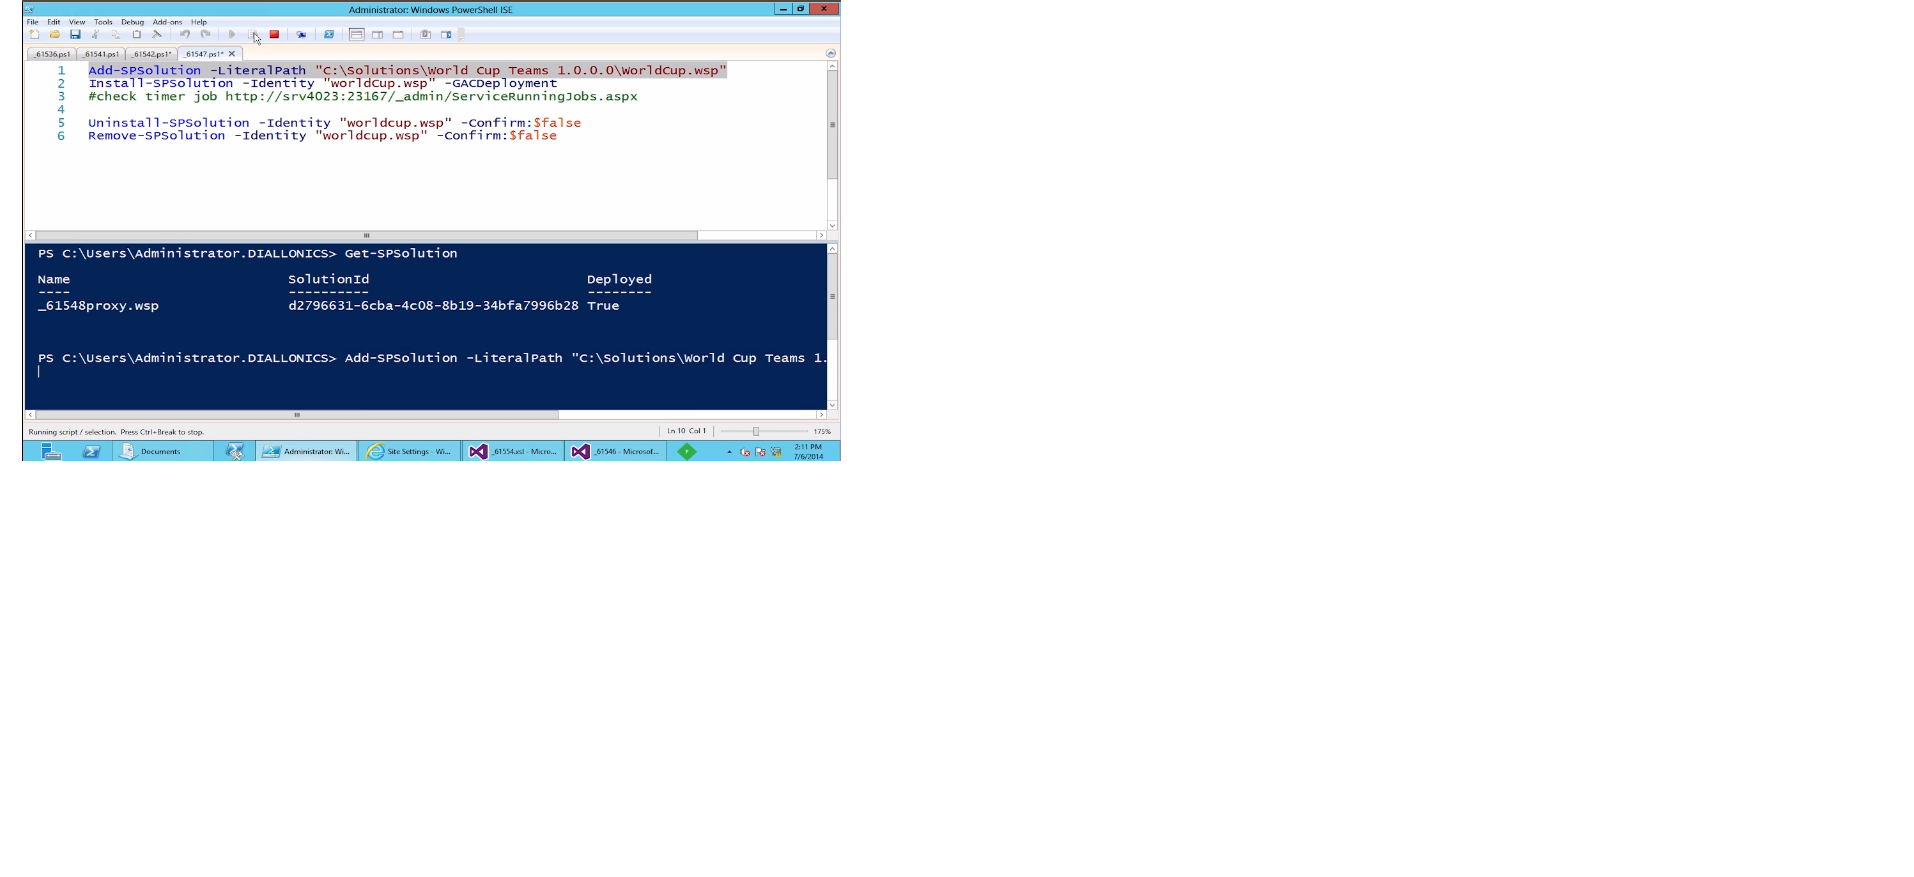 Administrator: Windows PowerShell ISE
File Edit View Tools Debug Add-ons Help
_61536.ps1 _61541.ps1 _61542.ps1* _61547.ps1* X
1 Add-SPSolution -LiteralPath "C:\Solutions\World Cup Teams 1.0.0.0\WorldCup.wsp"
2 Install-SPSolution -Identity "worldCup.wsp" -GACDeployment
3 #check timer job http://srv4023:23167/_admin/ServiceRunningJobs.aspx
4
5 Uninstall-SPSolution -Identity "worldcup.wsp" -Confirm:$false
6 Remove-SPSolution -Identity "worldcup.wsp" -Confirm:$false
PS C:\Users\Administrator.DIALLONICS> Get-SPSolution
Name SolutionId Deployed
---- ---------- --------
_61548proxy.wsp d2796631-6cba-4c08-8b19-34bfa7996b28 True
PS C:\Users\Administrator.DIALLONICS> Add-SPSolution -LiteralPath "C:\Solutions\World Cup Teams 1.
Running script / selection. Press Ctrl+Break to stop.
Ln 10 Col 1 175%
Documents Administrator: Wi... Site Settings - Wi... _61554.xsl - Micro... _61546 - Microsof... 2:11 PM
7/6/2014